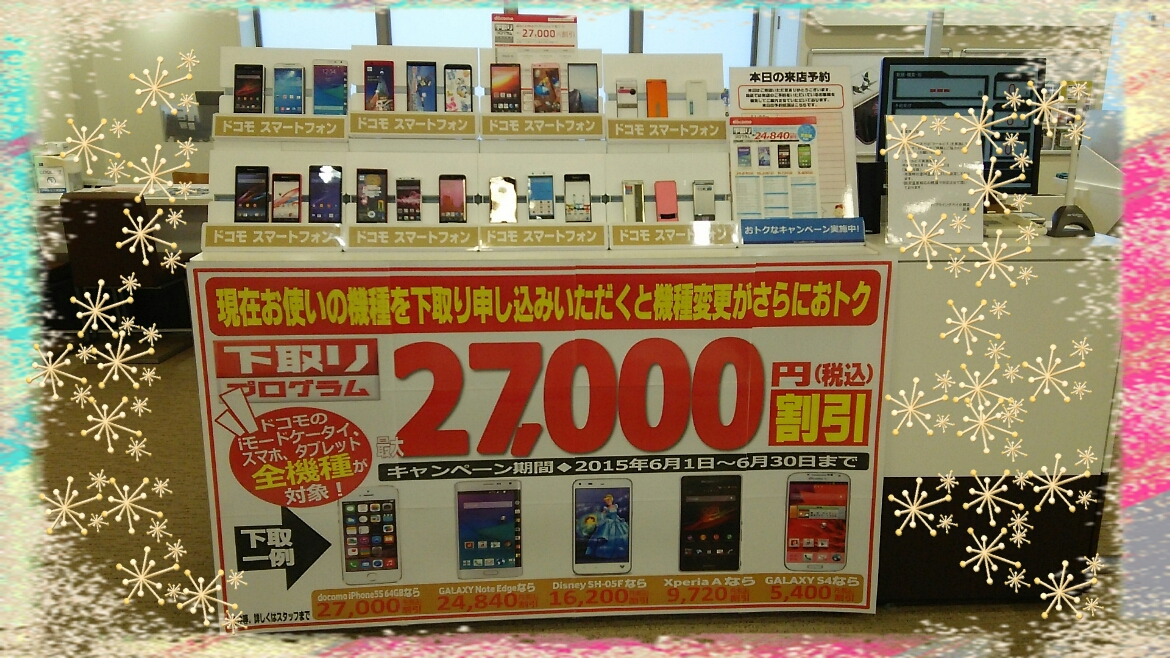 docomo
27,000 割引
本日の来店予約
24,840
ドコモ スマートフォン
ドコモ スマートフォン
ドコモ スマートフォン
ドコモ スマートフォン
ドコモ スマートフォン
ドコモ スマートフォン
ドコモ スマートフォン
ドコモ スマートフォン
おトクなキャンペーン実施中!
現在お使いの機種を下取り申し込みいただくと機種変更がさらにおトク
下取り
プログラム
最大
27,000
円(税込)
割引
ドコモの
iモードケータイ、
スマホ、タブレット
全機種が
対象!
キャンペーン期間◆2015年6月1日～6月30日まで
下取
一例
docomo iPhone5S 64GBなら
27,000円割引
GALAXY Note Edgeなら
24,840円割引
Disney SH-05Fなら
16,200円割引
Xperia Aなら
9,720円割引
GALAXY S4なら
5,400円割引
詳しくはスタッフまで